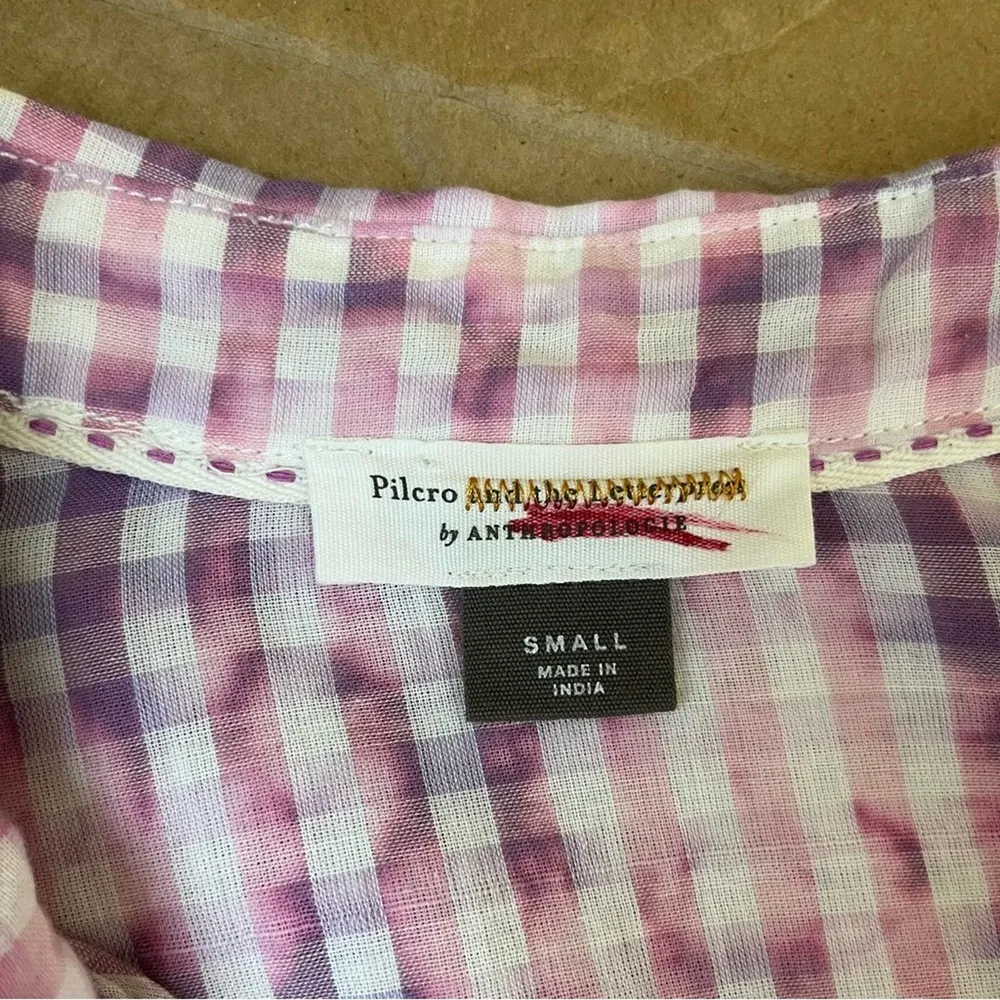 Pilcro and the Letterpress
by ANTHROPOLOGIE
SMALL
MADE IN
INDIA